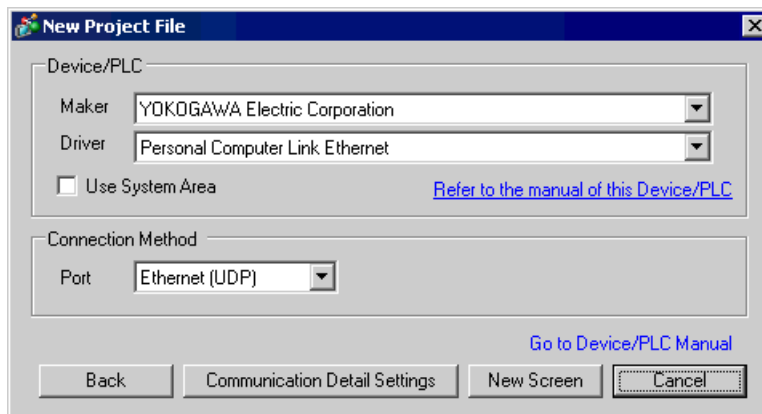 New Project File
Device/PLC
Maker YOKOGAWA Electric Corporation
Driver Personal Computer Link Ethernet
Use System Area Refer to the manual of this Device/PLC
Connection Method
Port Ethernet (UDP)
Go to Device/PLC Manual
Back Communication Detail Settings New Screen Cancel